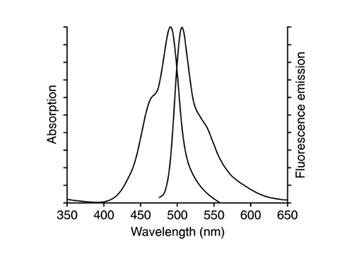 Absorption
Fluorescence emission
350 400 450 500 550 600 650
Wavelength (nm)